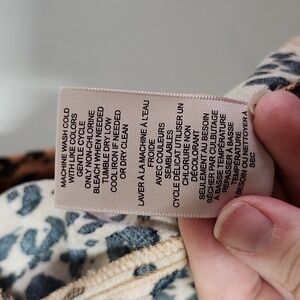 MACHINE WASH COLD
WITH LIKE COLORS
GENTLE CYCLE
ONLY NON-CHLORINE
BLEACH WHEN NEEDED
TUMBLE DRY LOW
COOL IRON IF NEEDED
OR DRY CLEAN
LAVER À LA MACHINE À L'EAU
FROIDE
AVEC COULEURS
SEMBLABLES
CYCLE DÉLICAT UTILISER UN
CHLORURE NON
DÉCOLORANT
SEULEMENT AU BESOIN
SÉCHER PAR CULBUTAGE
À BASSE TEMPÉRATURE
REPASSER À BASSE
TEMPÉRATURE
BESOIN OU NETTOYER À
SEC